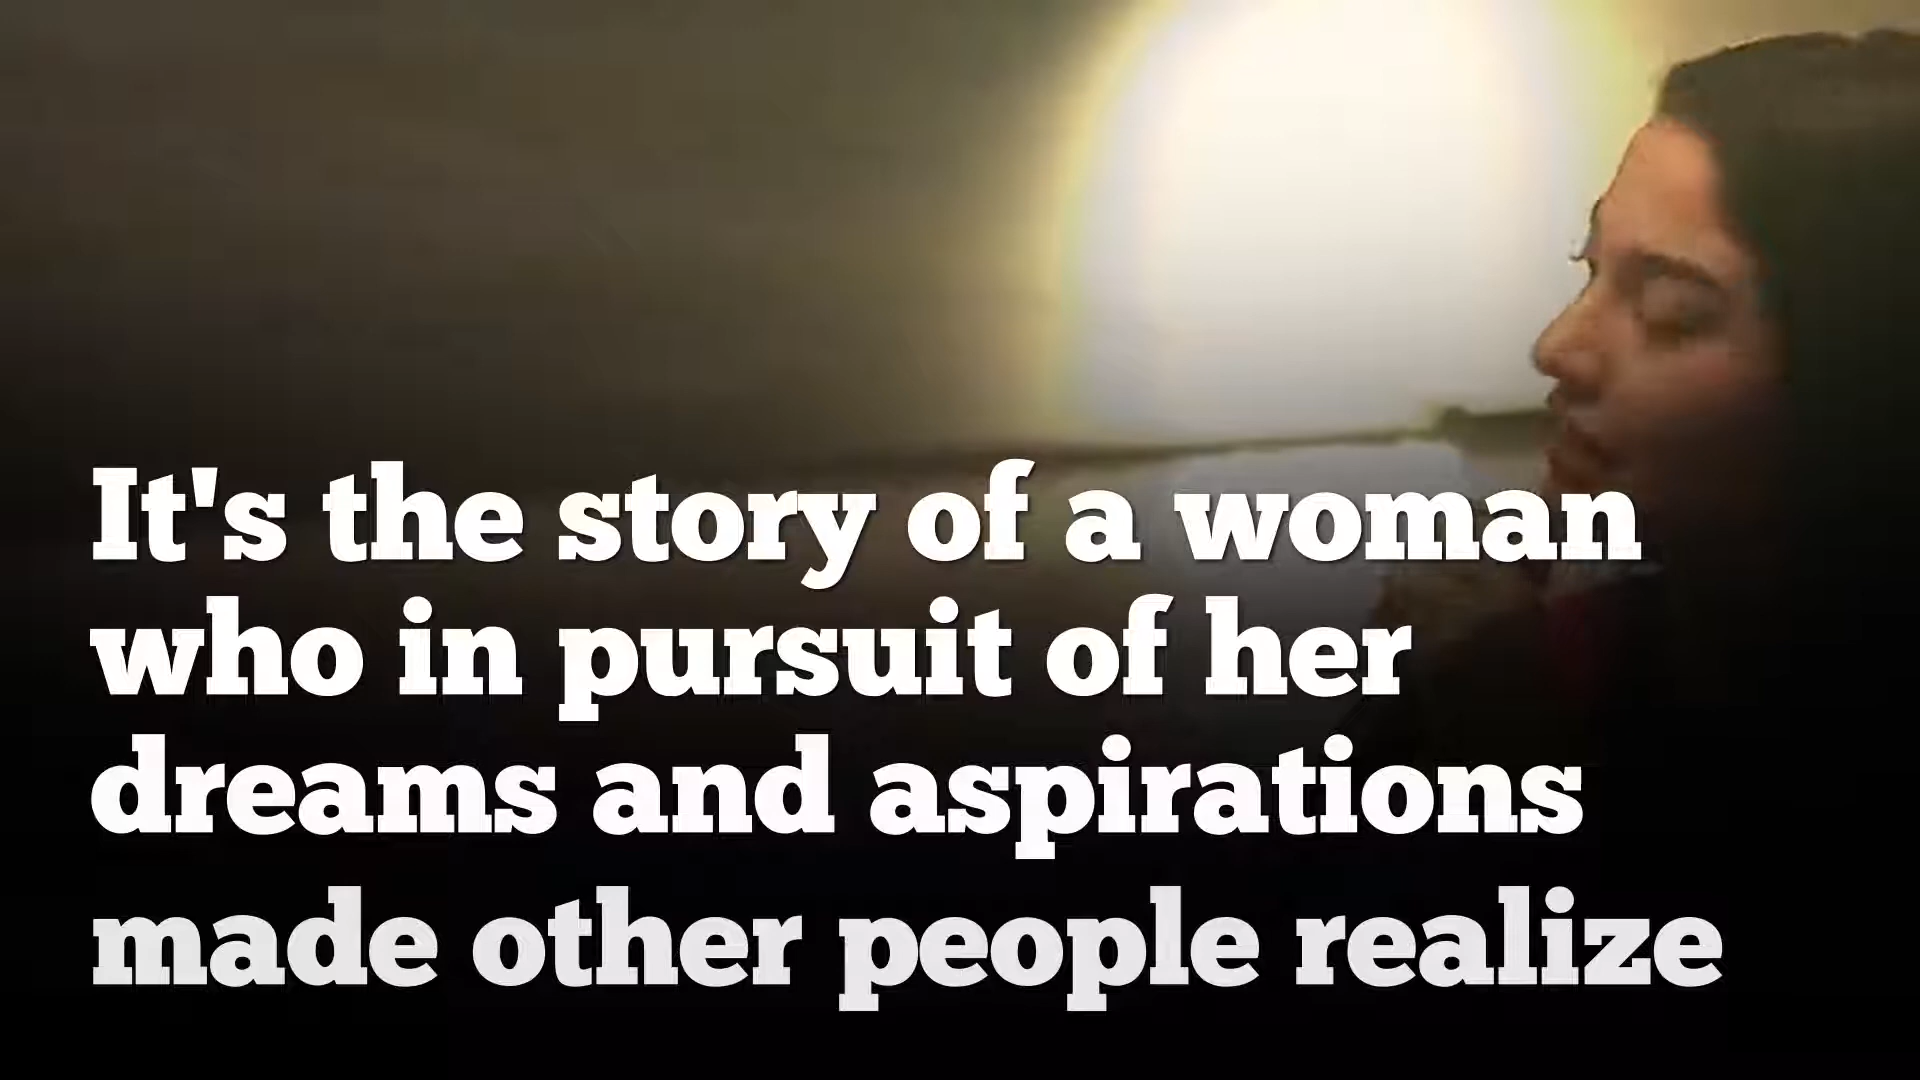 It's the story of a woman
who in pursuit of her
dreams and aspirations
made other people realize